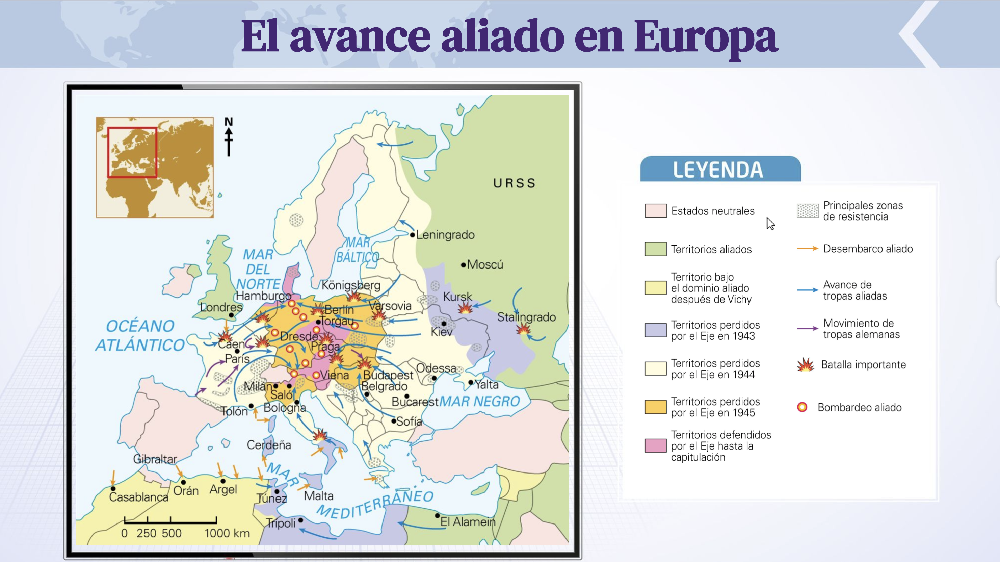 El avance aliado en Europa
N
URSS
Leningrado
MAR
BÁLTICO
Moscú
MAR
DEL
NORTE
Königsberg
Hamburgo
Berlín
Varsovia
Kursk
Londres
Torgau
Stalingrado
OCÉANO
ATLÁNTICO
Kiev
Caen
Dresde
Praga
París
Viena
Budapest
Odessa
Milán
Belgrado
Yalta
Saló
Bucarest
MAR NEGRO
Tolón
Bologna
Sofía
Cerdeña
Gibraltar
MAR
MEDITERRÁNEO
Casablanca
Orán
Argel
Túnez
Malta
Trípoli
El Alamein
0 250 500 1000 km
LEYENDA
Estados neutrales
Territorios aliados
Territorio bajo
el dominio aliado
después de Vichy
Territorios perdidos
por el Eje en 1943
Territorios perdidos
por el Eje en 1944
Territorios perdidos
por el Eje en 1945
Territorios defendidos
por el Eje hasta la
capitulación
Principales zonas
de resistencia
Desembarco aliado
Avance de
tropas aliadas
Movimiento de
tropas alemanas
Batalla importante
Bombardeo aliado